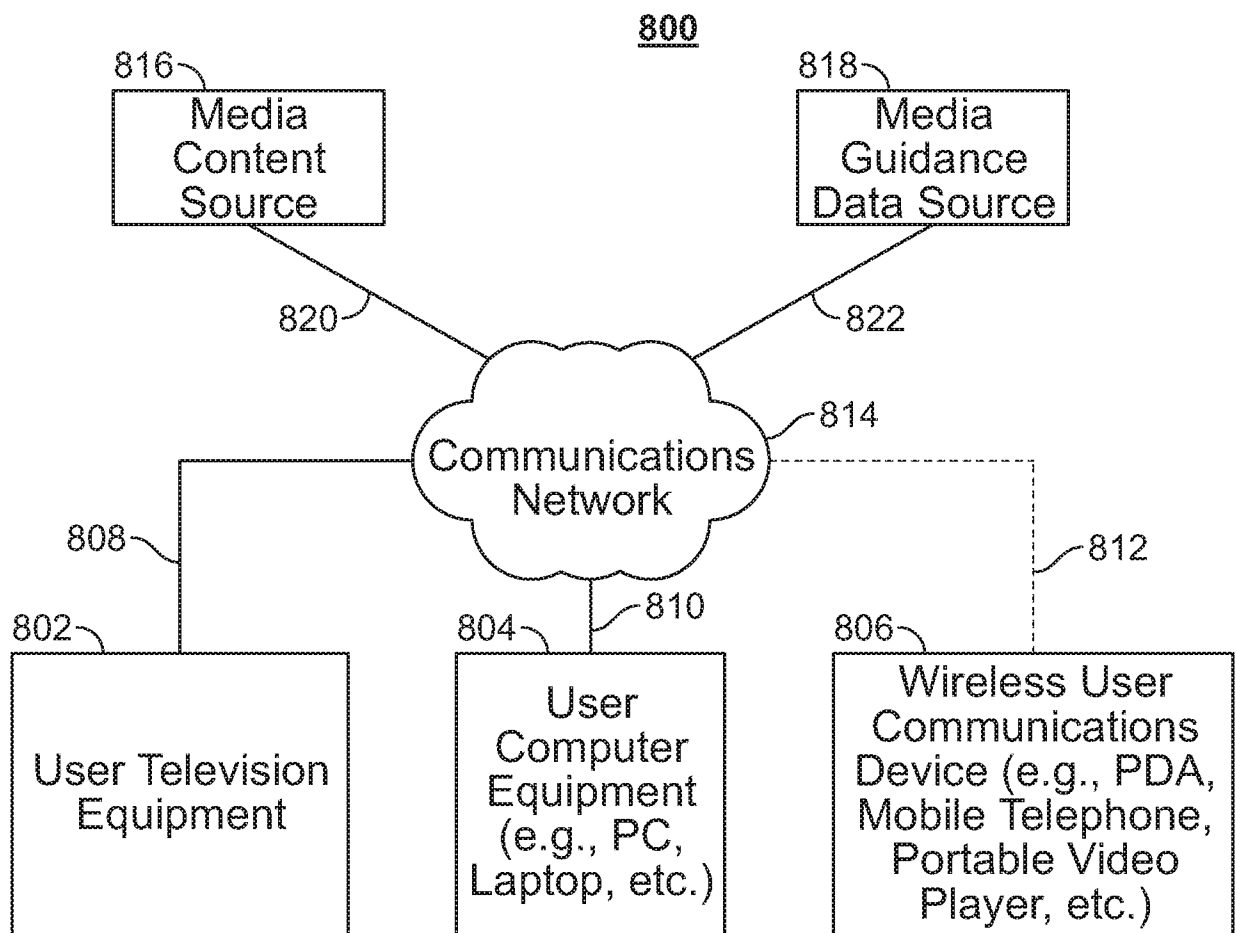 800
816
Media
Content
Source
818
Media
Guidance
Data Source
820
822
814
Communications
Network
808
812
810
802
User Television
Equipment
804
User
Computer
Equipment
(e.g., PC,
Laptop, etc.)
806
Wireless User
Communications
Device (e.g., PDA,
Mobile Telephone,
Portable Video
Player, etc.)